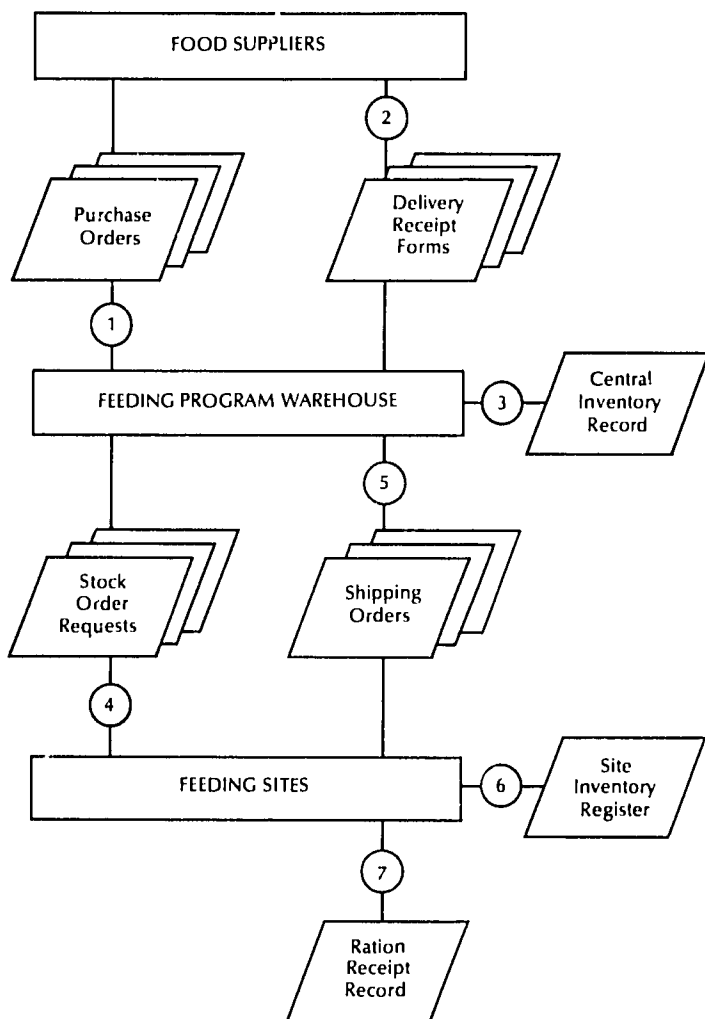 FOOD SUPPLIERS
2
Purchase
Orders
Delivery
Receipt
Forms
1
FEEDING PROGRAM WAREHOUSE
3
Central
Inventory
Record
5
Stock
Order
Requests
Shipping
Orders
4
FEEDING SITES
6
Site
Inventory
Register
7
Ration
Receipt
Record